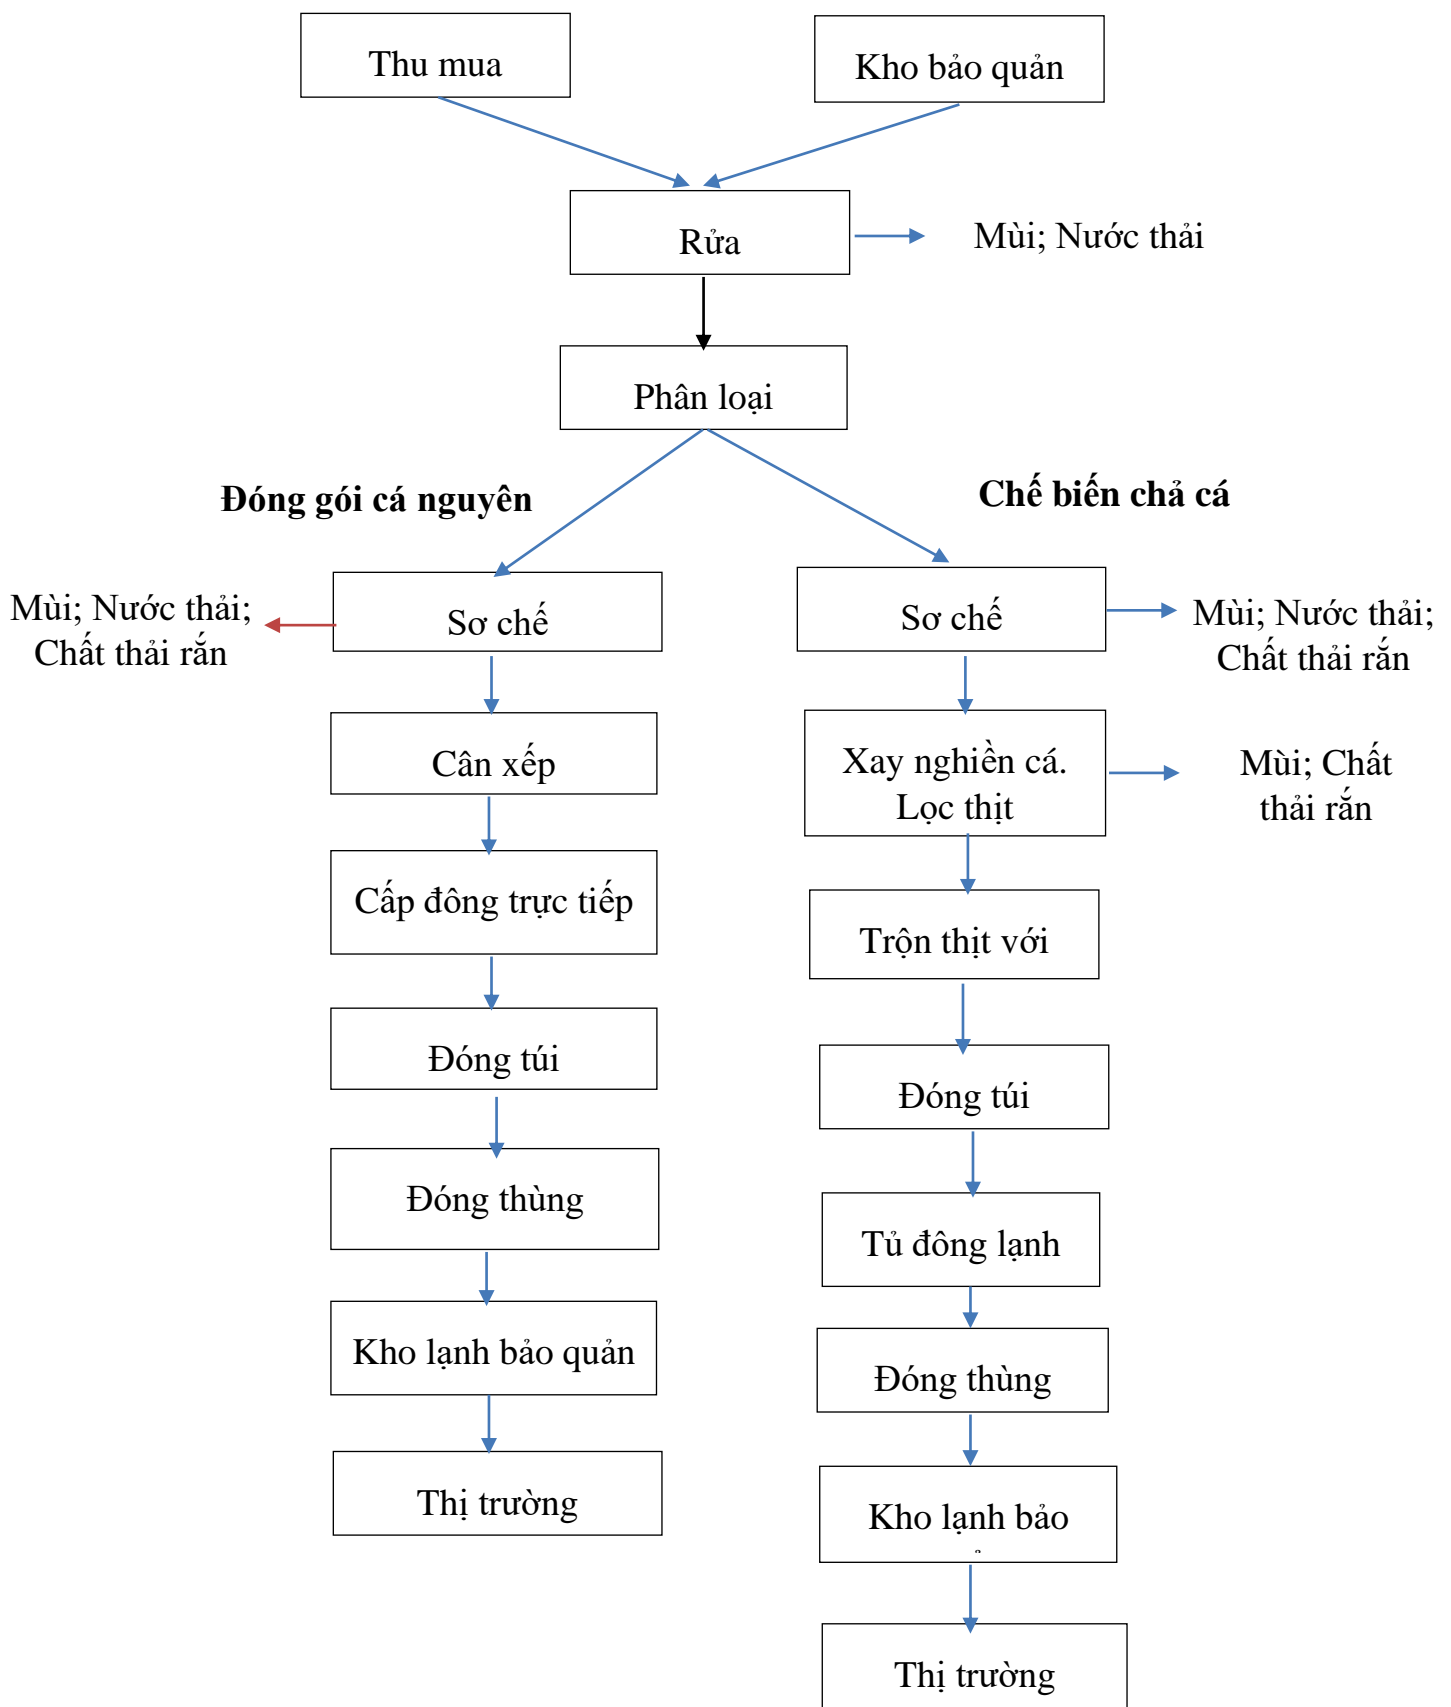 Thu mua
Kho bảo quản
Rửa
Mùi; Nước thải
Phân loại
Đóng gói cá nguyên
Chế biến chả cá
Mùi; Nước thải;
Chất thải rắn
Sơ chế
Sơ chế
Mùi; Nước thải;
Chất thải rắn
Cân xếp
Xay nghiền cá.
Lọc thịt
Mùi; Chất
thải rắn
Cấp đông trực tiếp
Trộn thịt với
Đóng túi
Đóng túi
Đóng thùng
Tủ đông lạnh
Kho lạnh bảo quản
Đóng thùng
Thị trường
Kho lạnh bảo
Thị trường